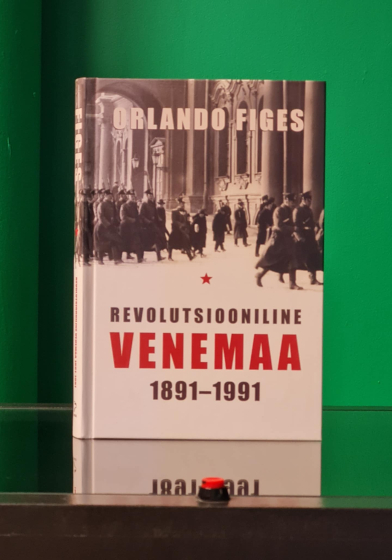 ORLANDO FIGES
REVOLUTSIOONILINE
VENEMAA
1891–1991